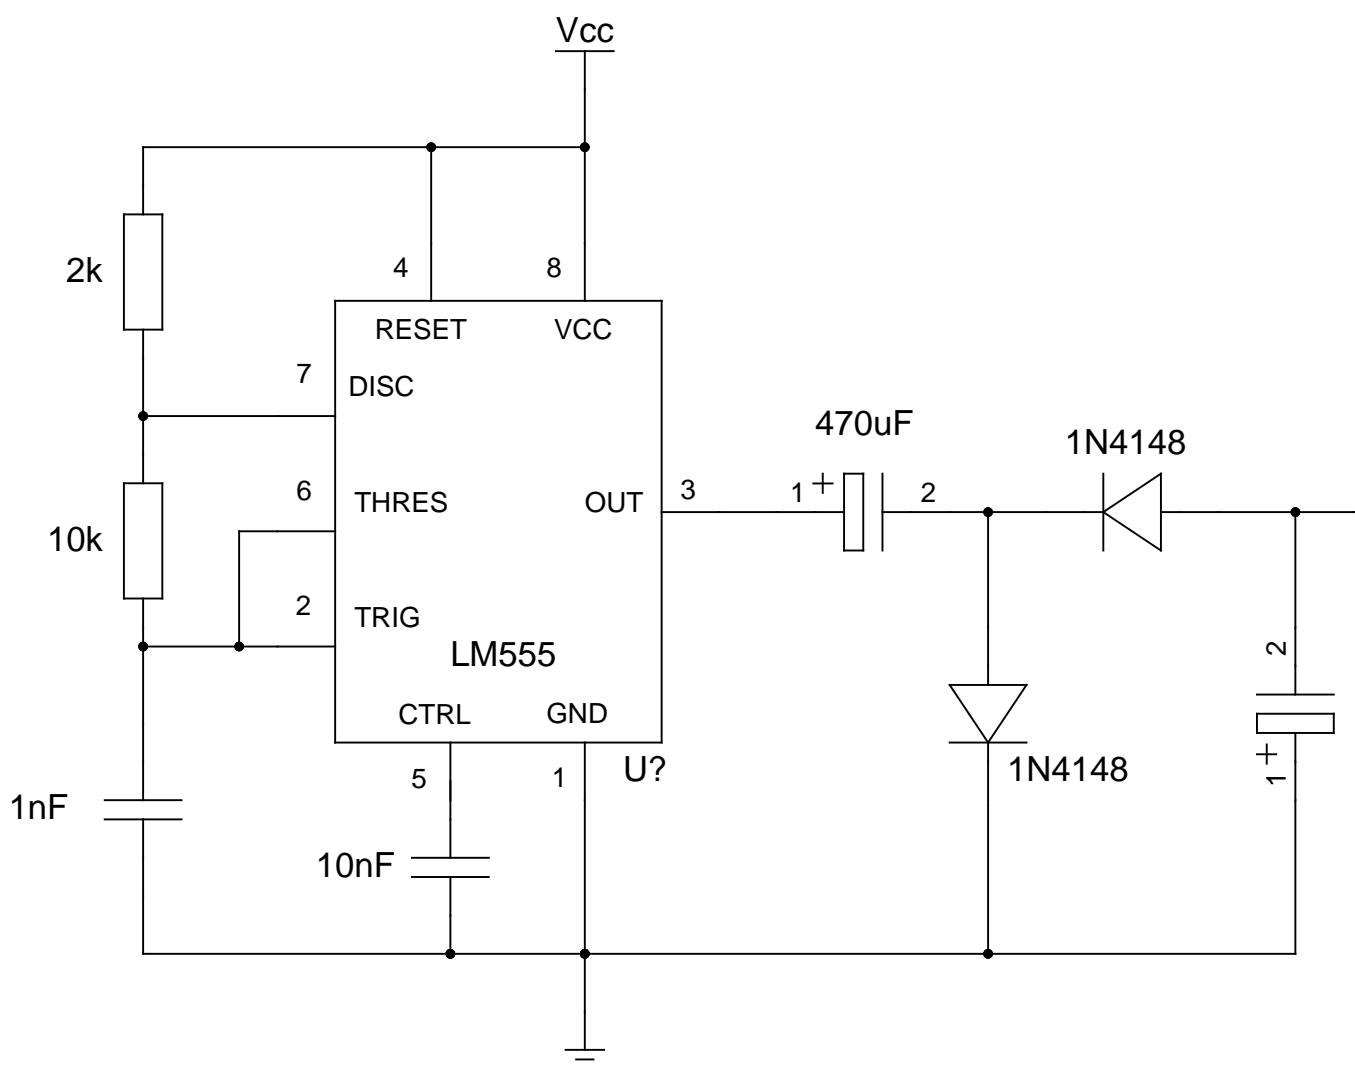 Vcc
2k
4
8
RESET
VCC
7
DISC
470uF
1N4148
6
THRES
OUT
3
1
+
2
10k
2
TRIG
LM555
2
CTRL
GND
U?
1N4148
+
1
5
1
1nF
10nF